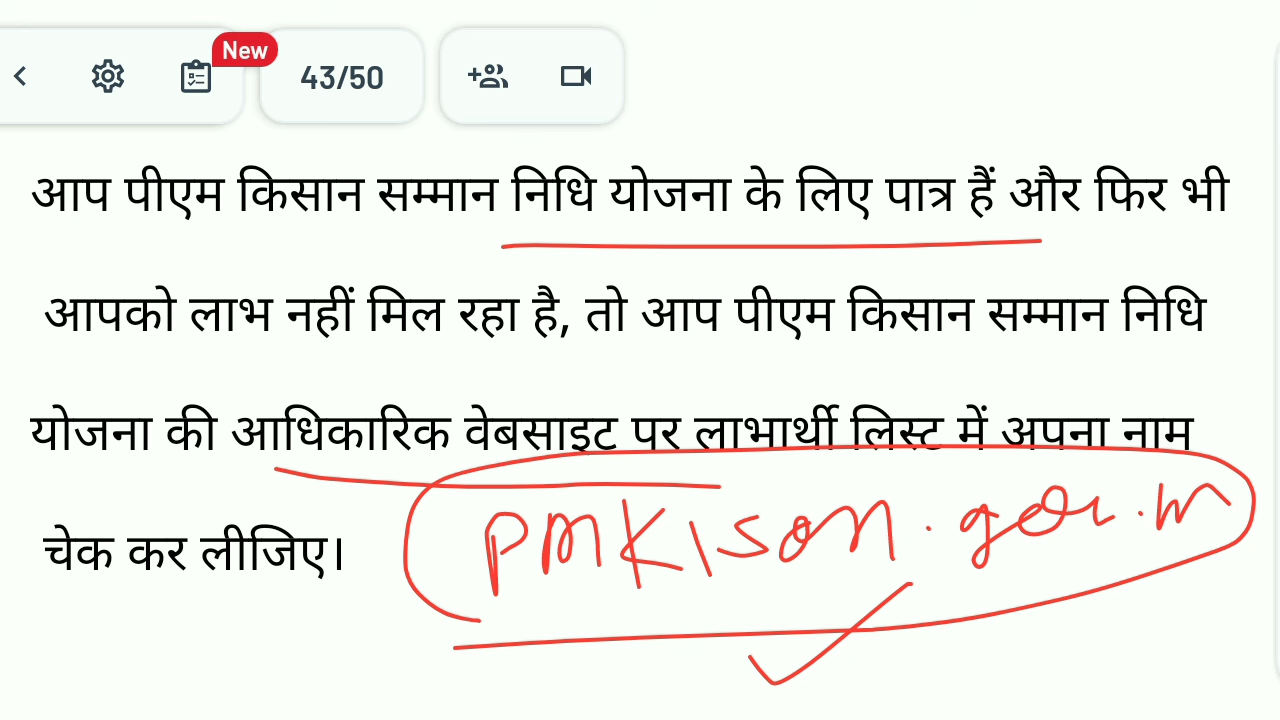 New
43/50
आप पीएम किसान सम्मान निधि योजना के लिए पात्र हैं और फिर भी
आपको लाभ नहीं मिल रहा है, तो आप पीएम किसान सम्मान निधि
योजना की आधिकारिक वेबसाइट पर लाभार्थी लिस्ट में अपना नाम
चेक कर लीजिए।
PMKISON.gov.in